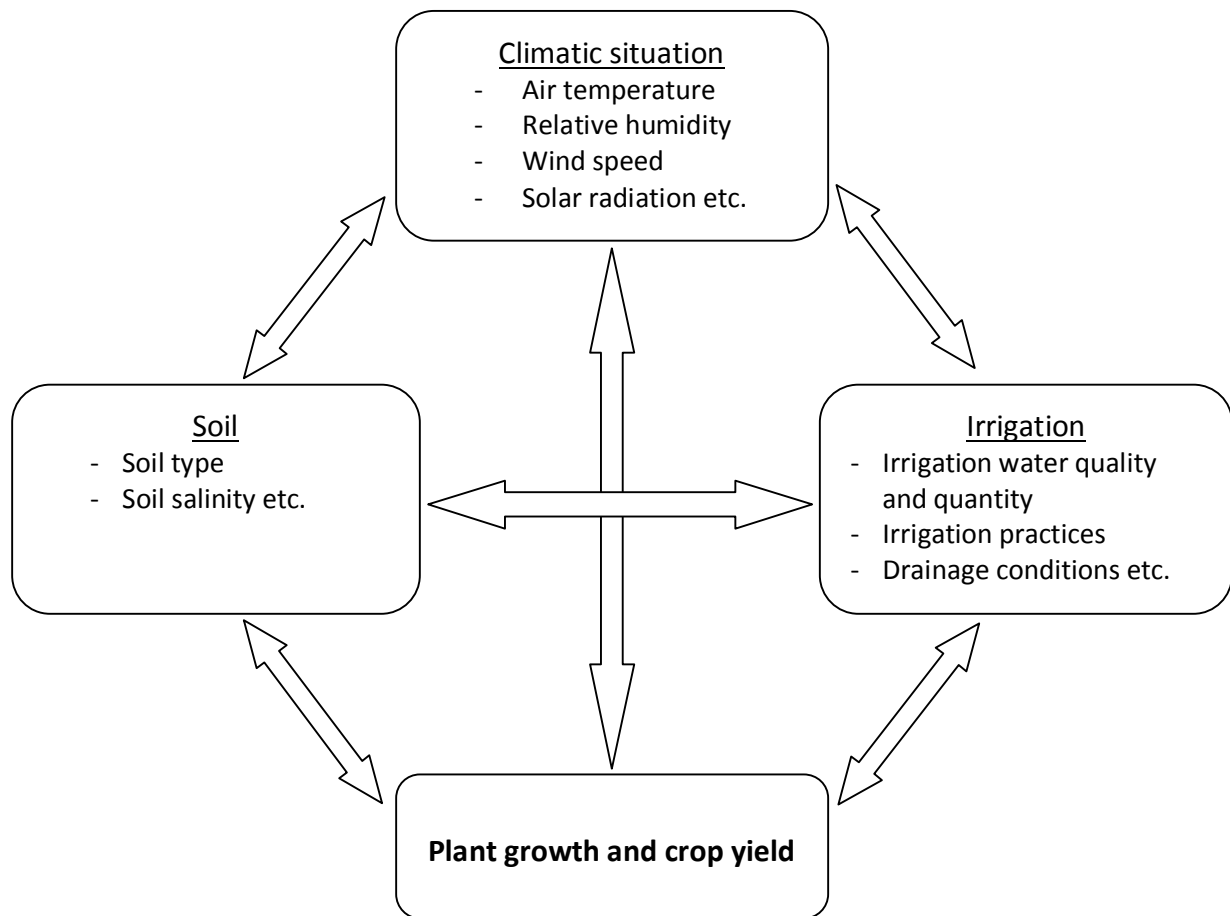 Climatic situation
- Air temperature
- Relative humidity
- Wind speed
- Solar radiation etc.
Soil
- Soil type
- Soil salinity etc.
Irrigation
- Irrigation water quality
and quantity
- Irrigation practices
- Drainage conditions etc.
Plant growth and crop yield